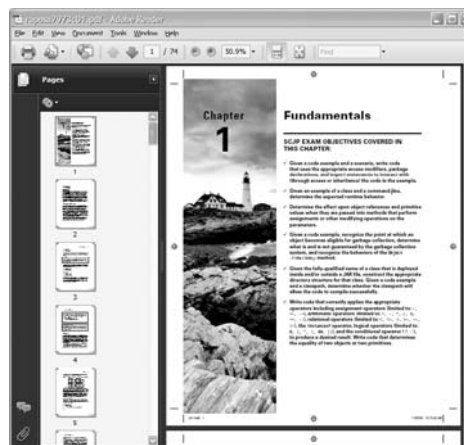 roposa7973c01.pdf - Adobe Reader
File Edit View Document Tools Window Help
1 / 74 50.9% Find
Pages
1
2
3
4
5
Chapter
1
Fundamentals
SCJP EXAM OBJECTIVES COVERED IN
THIS CHAPTER:
✓ Given a code example and a scenario, write code
that uses the appropriate access modifiers, package
declarations, and import statements to interact with
(through access or inheritance) the code in the example.
✓ Given an example of a class and a command-line,
determine the expected runtime behavior.
✓ Determine the effect upon object references and primitive
values when they are passed into methods that perform
assignments or other modifying operations on the
parameters.
✓ Given a code example, recognize the point at which an
object becomes eligible for garbage collection, determine
what is and is not guaranteed by the garbage collection
system, and recognize the behaviors of the
method.
✓ Given the fully-qualified name of a class that is deployed
inside and/or outside a JAR file, construct the appropriate
directory structure for that class. Given a code example
and a classpath, determine whether the classpath will
allow the code to compile successfully.
✓ Write code that correctly applies the appropriate
operators including assignment operators (limited to
arithmetic operators (limited to
relational operators (limited to
the instanceof operator, logical operators (limited to
and the conditional operator
to produce a desired result. Write code that determines
the equality of two objects or two primitives.